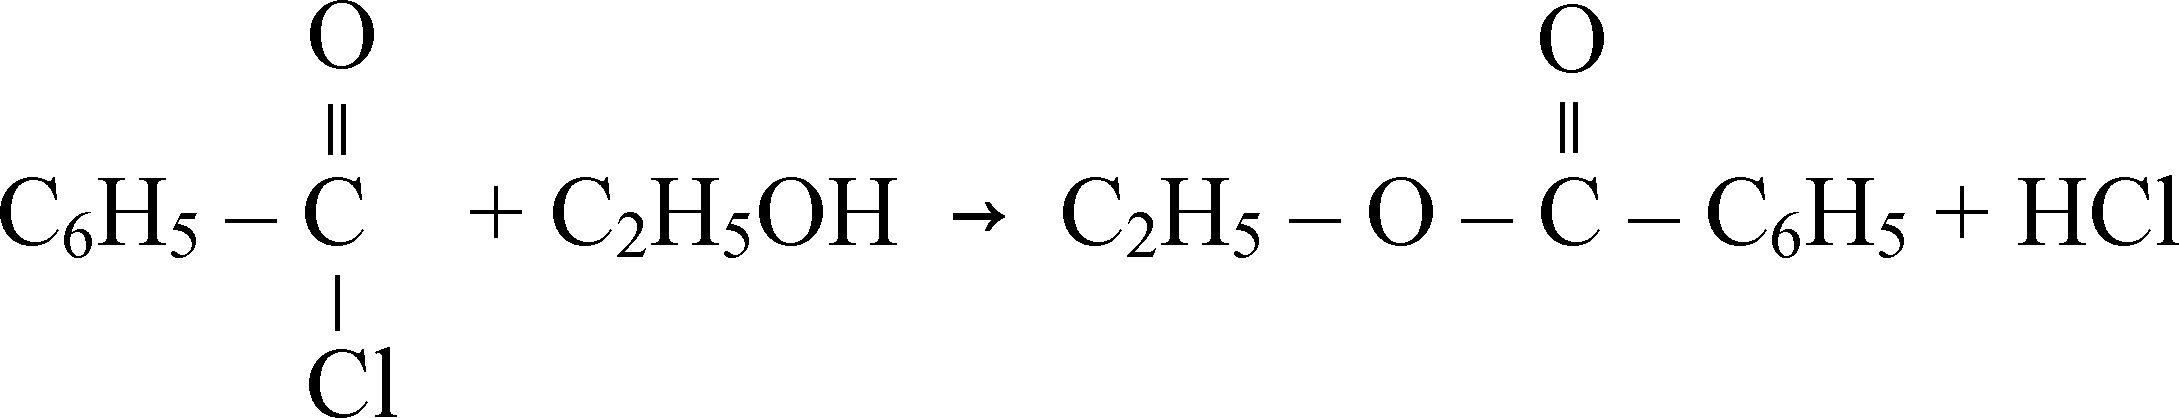 O O
‖ ‖
C₆H₅ – C + C₂H₅OH → C₂H₅ – O – C – C₆H₅ + HCl
|
Cl